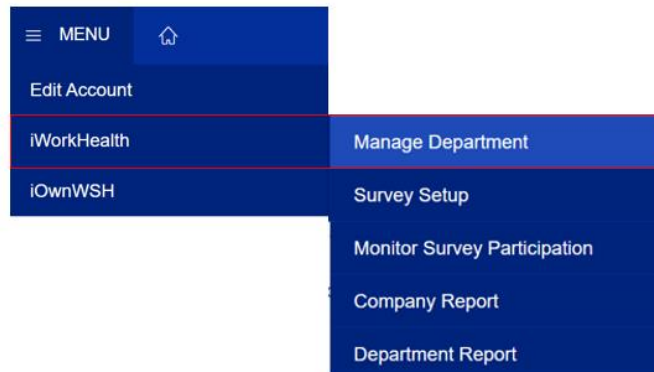 MENU
Edit Account
iWorkHealth
Manage Department
iOwnWSH
Survey Setup
Monitor Survey Participation
Company Report
Department Report